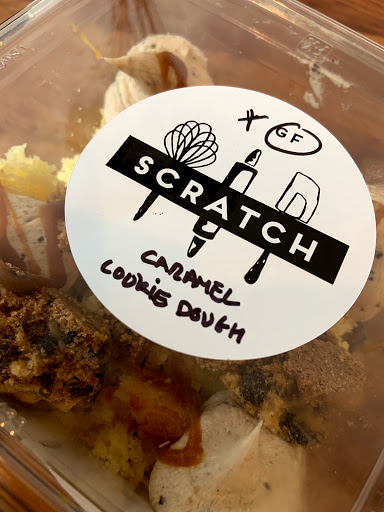 * GF
SCRATCH
CARAMEL
COOKIE DOUGH